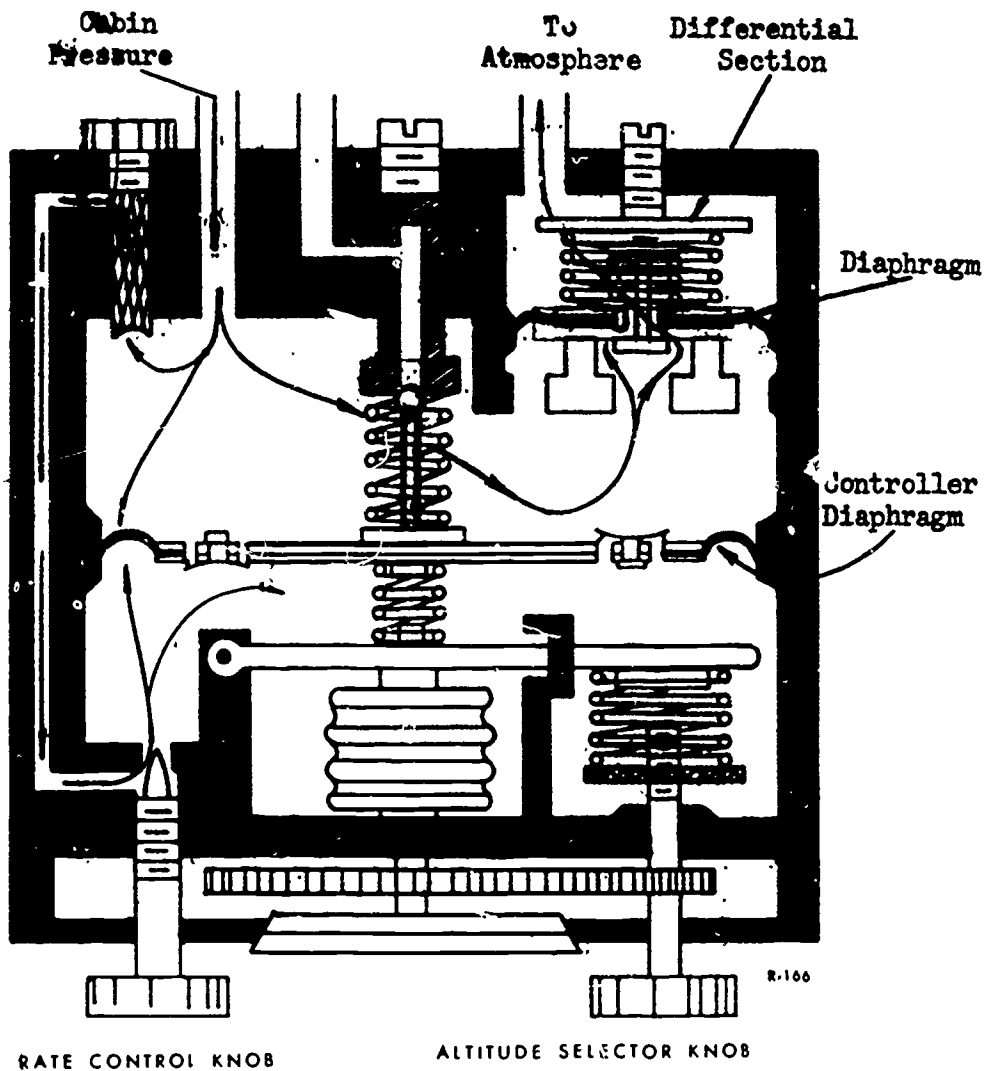 Cabin
Pressure
To
Atmosphere
Differential
Section
Diaphragm
Controller
Diaphragm
R-166
RATE CONTROL KNOB
ALTITUDE SELECTOR KNOB